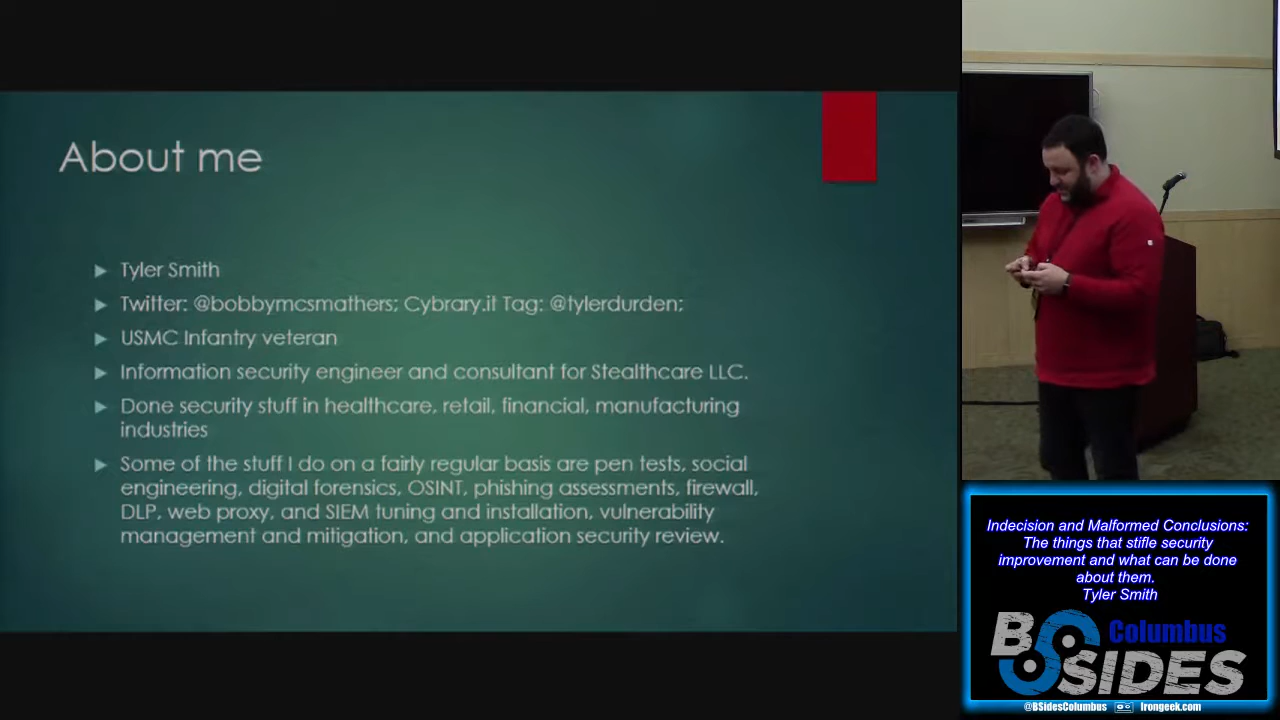 About me
Tyler Smith
Twitter: @bobbymcsmathers; Cybrary.it Tag: @tylerdurden;
USMC Infantry veteran
Information security engineer and consultant for Stealthcare LLC.
Done security stuff in healthcare, retail, financial, manufacturing
industries
Some of the stuff I do on a fairly regular basis are pen tests, social
engineering, digital forensics, OSINT, phishing assessments, firewall,
DLP, web proxy, and SIEM tuning and installation, vulnerability
management and mitigation, and application security review.
Indecision and Malformed Conclusions:
The things that stifle security
improvement and what can be done
about them.
Tyler Smith
BSIDES
Columbus
@BSidesColumbus Irongeek.com